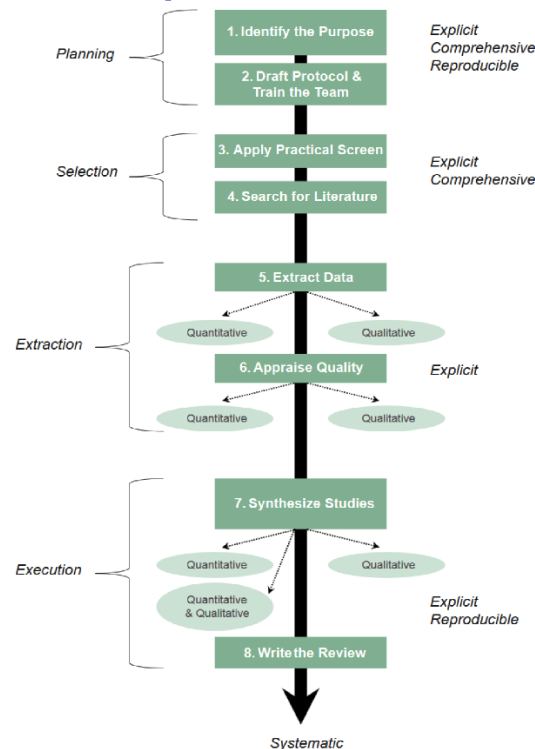 Planning
1. Identify the Purpose
Explicit
Comprehensive
Reproducible
2. Draft Protocol &
Train the Team
Selection
3. Apply Practical Screen
Explicit
Comprehensive
4. Search for Literature
Extraction
5. Extract Data
Quantitative
Qualitative
6. Appraise Quality
Explicit
Quantitative
Qualitative
Execution
7. Synthesize Studies
Quantitative
Qualitative
Quantitative
& Qualitative
Explicit
Reproducible
8. Write the Review
Systematic